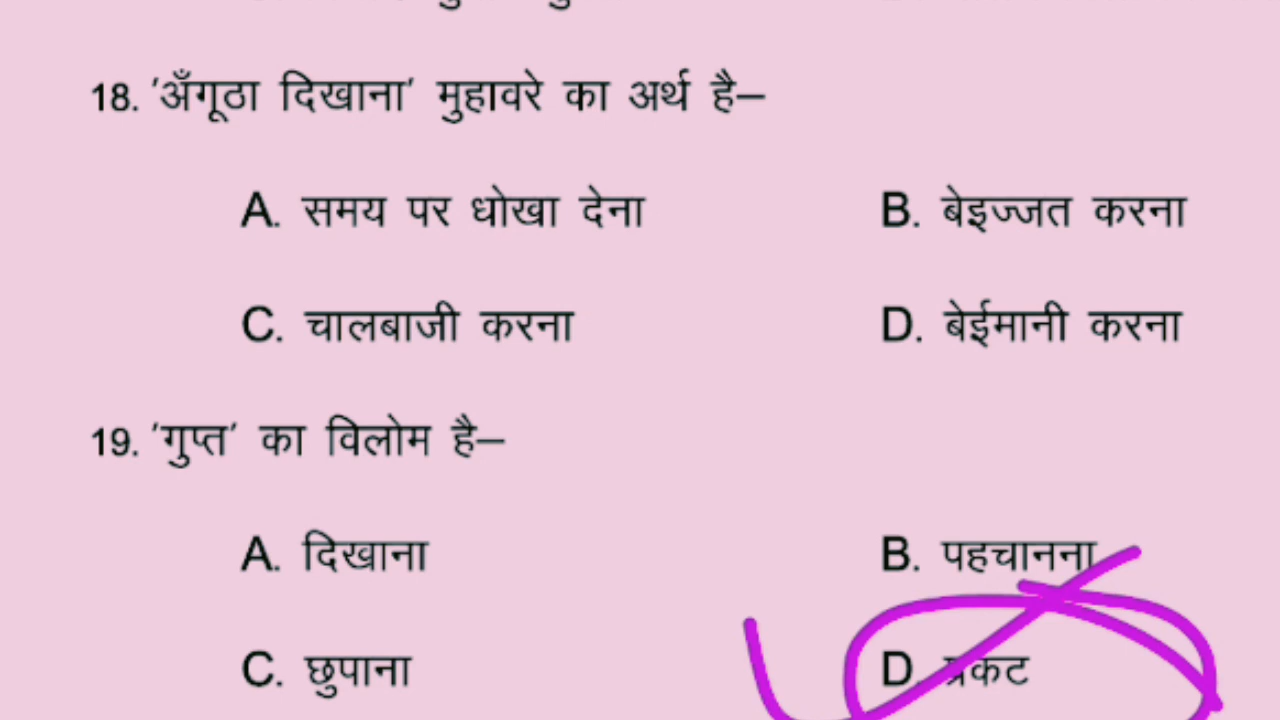 18. 'अँगूठा दिखाना' मुहावरे का अर्थ है–
A. समय पर धोखा देना B. बेइज्जत करना
C. चालबाजी करना D. बेईमानी करना
19. 'गुप्त' का विलोम है–
A. दिखाना B. पहचानना
C. छुपाना D. प्रकट